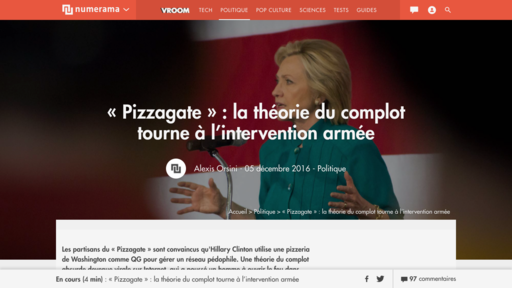 numerama
VROOM TECH POLITIQUE POP CULTURE SCIENCES TESTS GUIDES
« Pizzagate » : la théorie du complot
tourne à l’intervention armée
Alexis Orsini - 05 décembre 2016 - Politique
Accueil > Politique > « Pizzagate » : la théorie du complot tourne à l’intervention armée
Les partisans du « Pizzagate » sont convaincus qu’Hillary Clinton utilise une pizzeria
de Washington comme QG pour gérer un réseau pédophile. Une théorie du complot
En cours (4 min) : « Pizzagate » : la théorie du complot tourne à l’intervention armée
97 commentaires